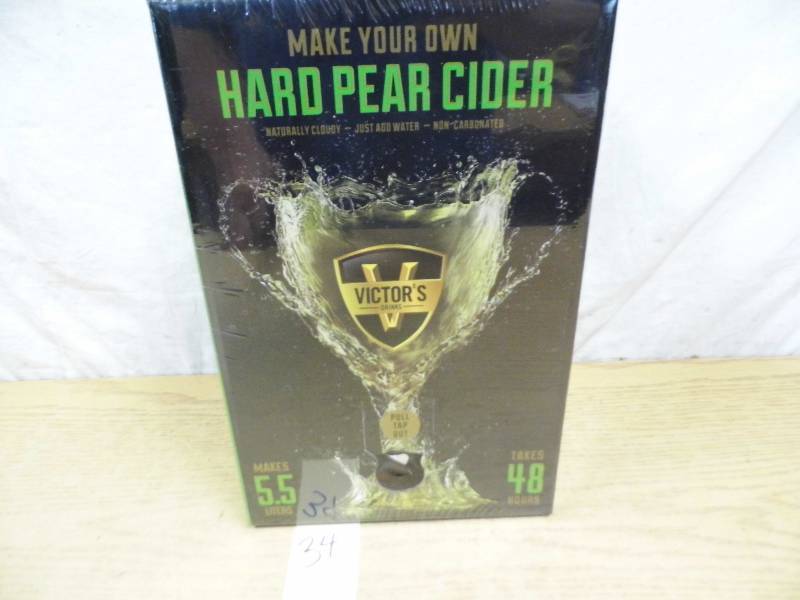 MAKE YOUR OWN
HARD PEAR CIDER
NATURALLY CLOUDY – JUST ADD WATER – NON-CARBONATED
V
VICTOR'S
DRINKS
PULL
TAP
OUT
MAKES
5.5
LITERS
TAKES
48
HOURS
34